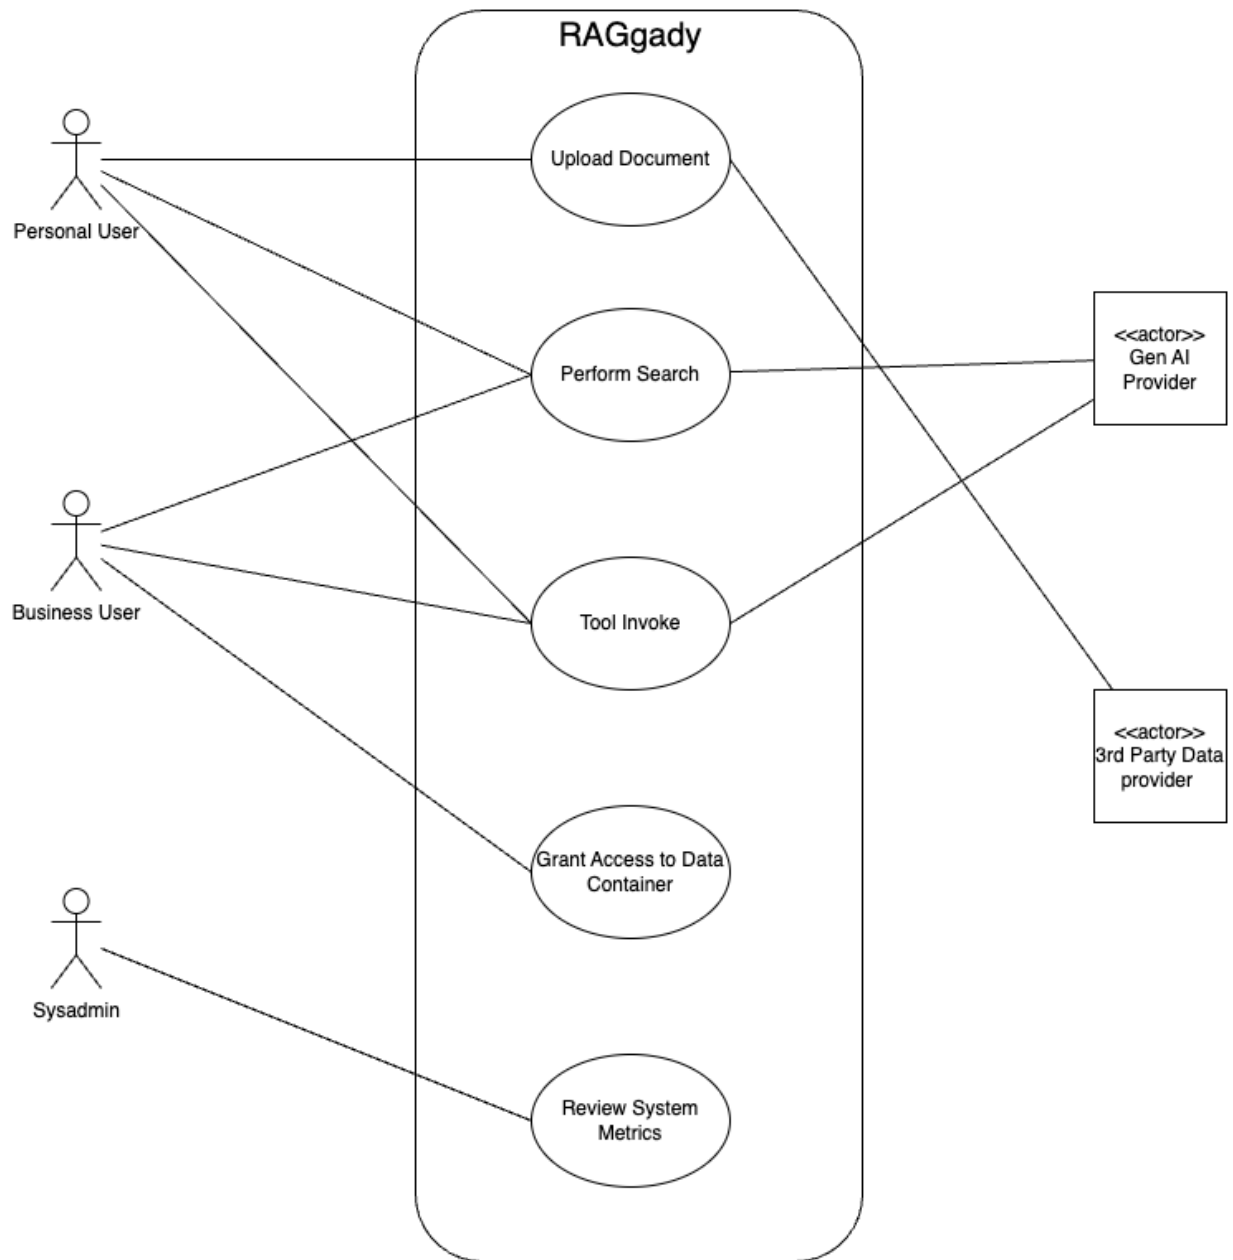 RAGgady
Upload Document
Personal User
Perform Search
<<actor>>
Gen AI
Provider
Business User
Tool Invoke
<<actor>>
3rd Party Data
provider
Grant Access to Data
Container
Sysadmin
Review System
Metrics